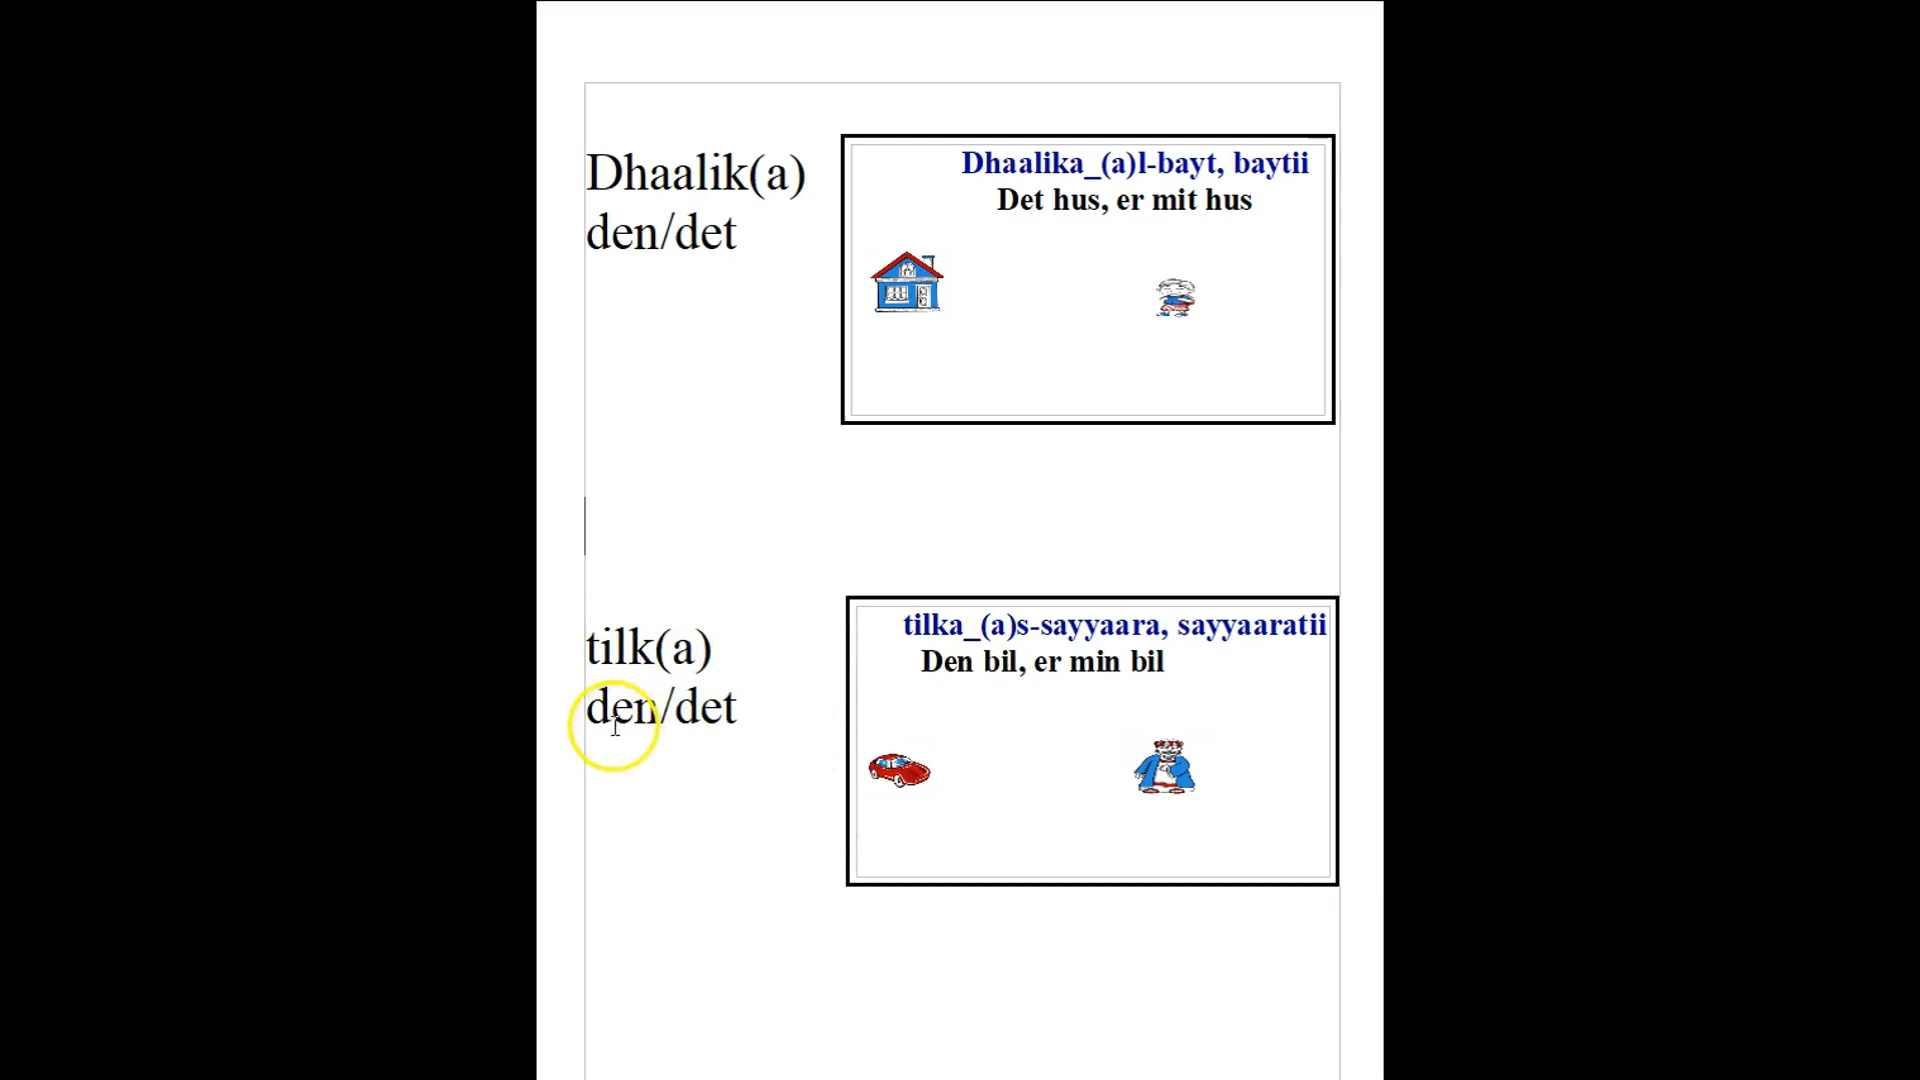 Dhaalik(a)
den/det
Dhaalika_(a)l-bayt, baytii
Det hus, er mit hus
tilk(a)
den/det
tilka_(a)s-sayyaara, sayyaaratii
Den bil, er min bil